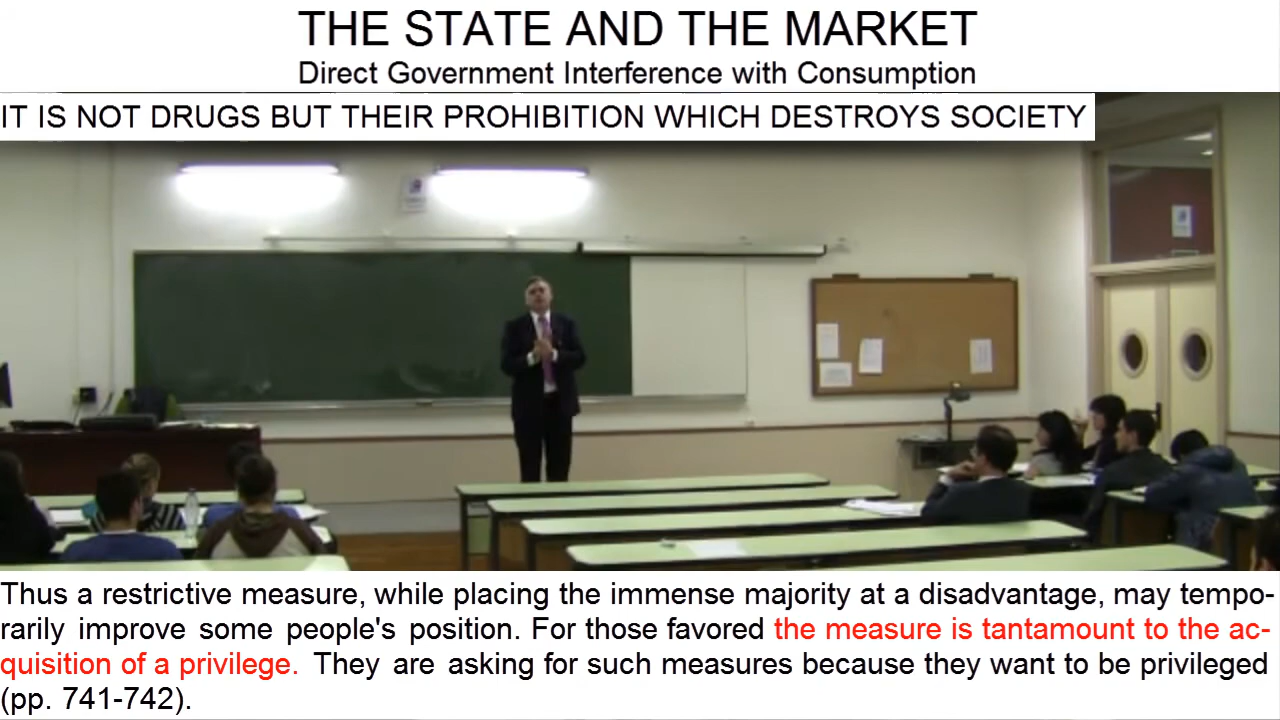 THE STATE AND THE MARKET
Direct Government Interference with Consumption
IT IS NOT DRUGS BUT THEIR PROHIBITION WHICH DESTROYS SOCIETY
Thus a restrictive measure, while placing the immense majority at a disadvantage, may tempo-
rarily improve some people's position. For those favored the measure is tantamount to the ac-
quisition of a privilege. They are asking for such measures because they want to be privileged
(pp. 741-742).